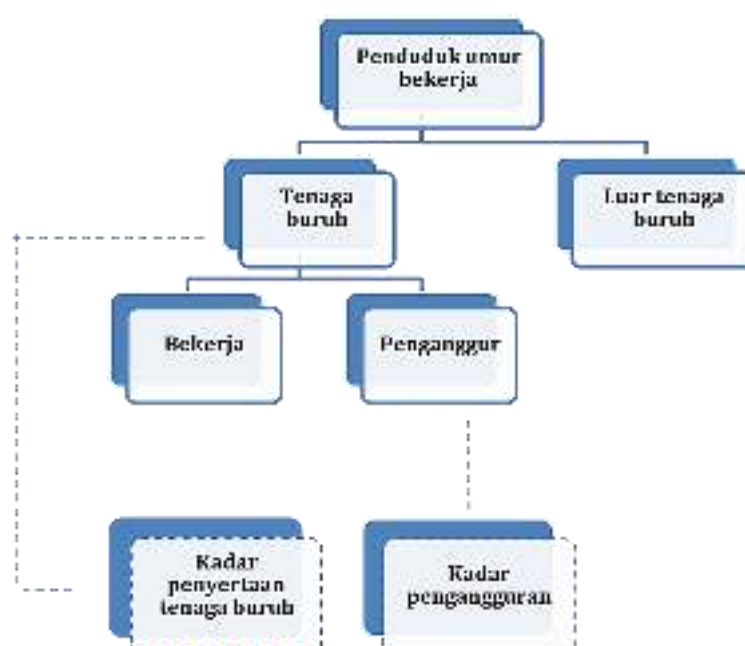 Penduduk umur
bekerja
Tenaga
buruh
Luar tenaga
buruh
Bekerja
Penganggur
Kadar
penyertaan
tenaga buruh
Kadar
pengangguran